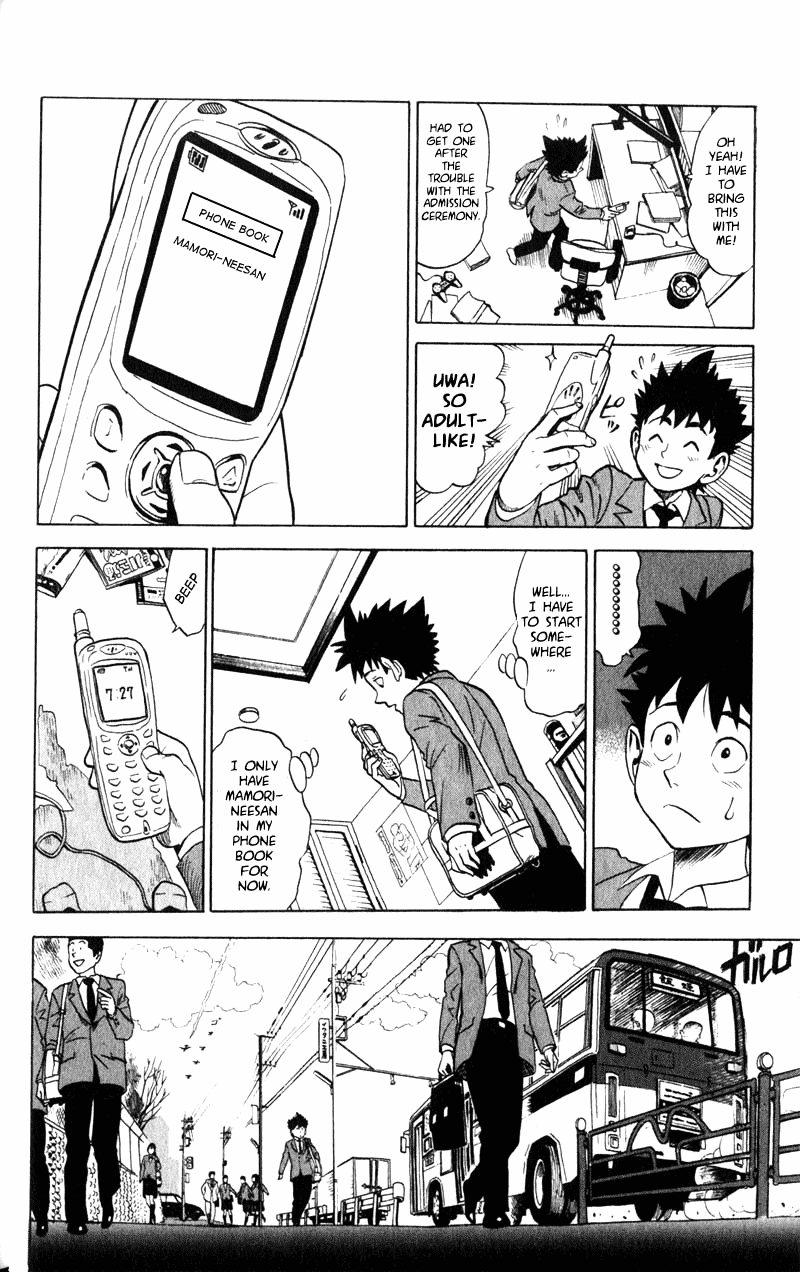 OH
YEAH!
I HAVE
TO
BRING
THIS
WITH
ME!
HAD TO
GET ONE
AFTER
THE
TROUBLE
WITH THE
ADMISSION
CEREMONY.
UWA!
SO
ADULT-
LIKE!
ピ
PHONE BOOK
MAMORI-NEESAN
WELL...
I HAVE
TO START
SOME-
WHERE
...
I ONLY
HAVE
MAMORI-
NEESAN
IN MY
PHONE
BOOK
FOR
NOW.
BEEP
7:27